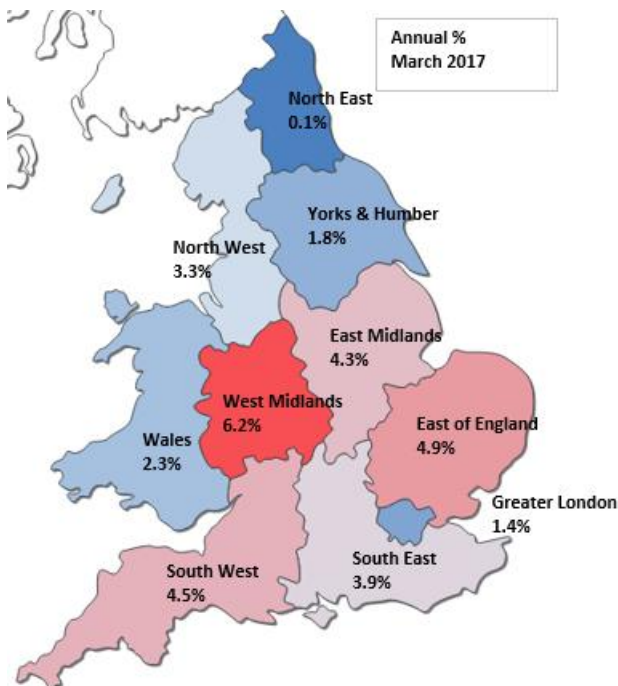 Annual %
March 2017
North East
0.1%
Yorks & Humber
1.8%
North West
3.3%
East Midlands
4.3%
West Midlands
6.2%
East of England
4.9%
Wales
2.3%
Greater London
1.4%
South East
3.9%
South West
4.5%